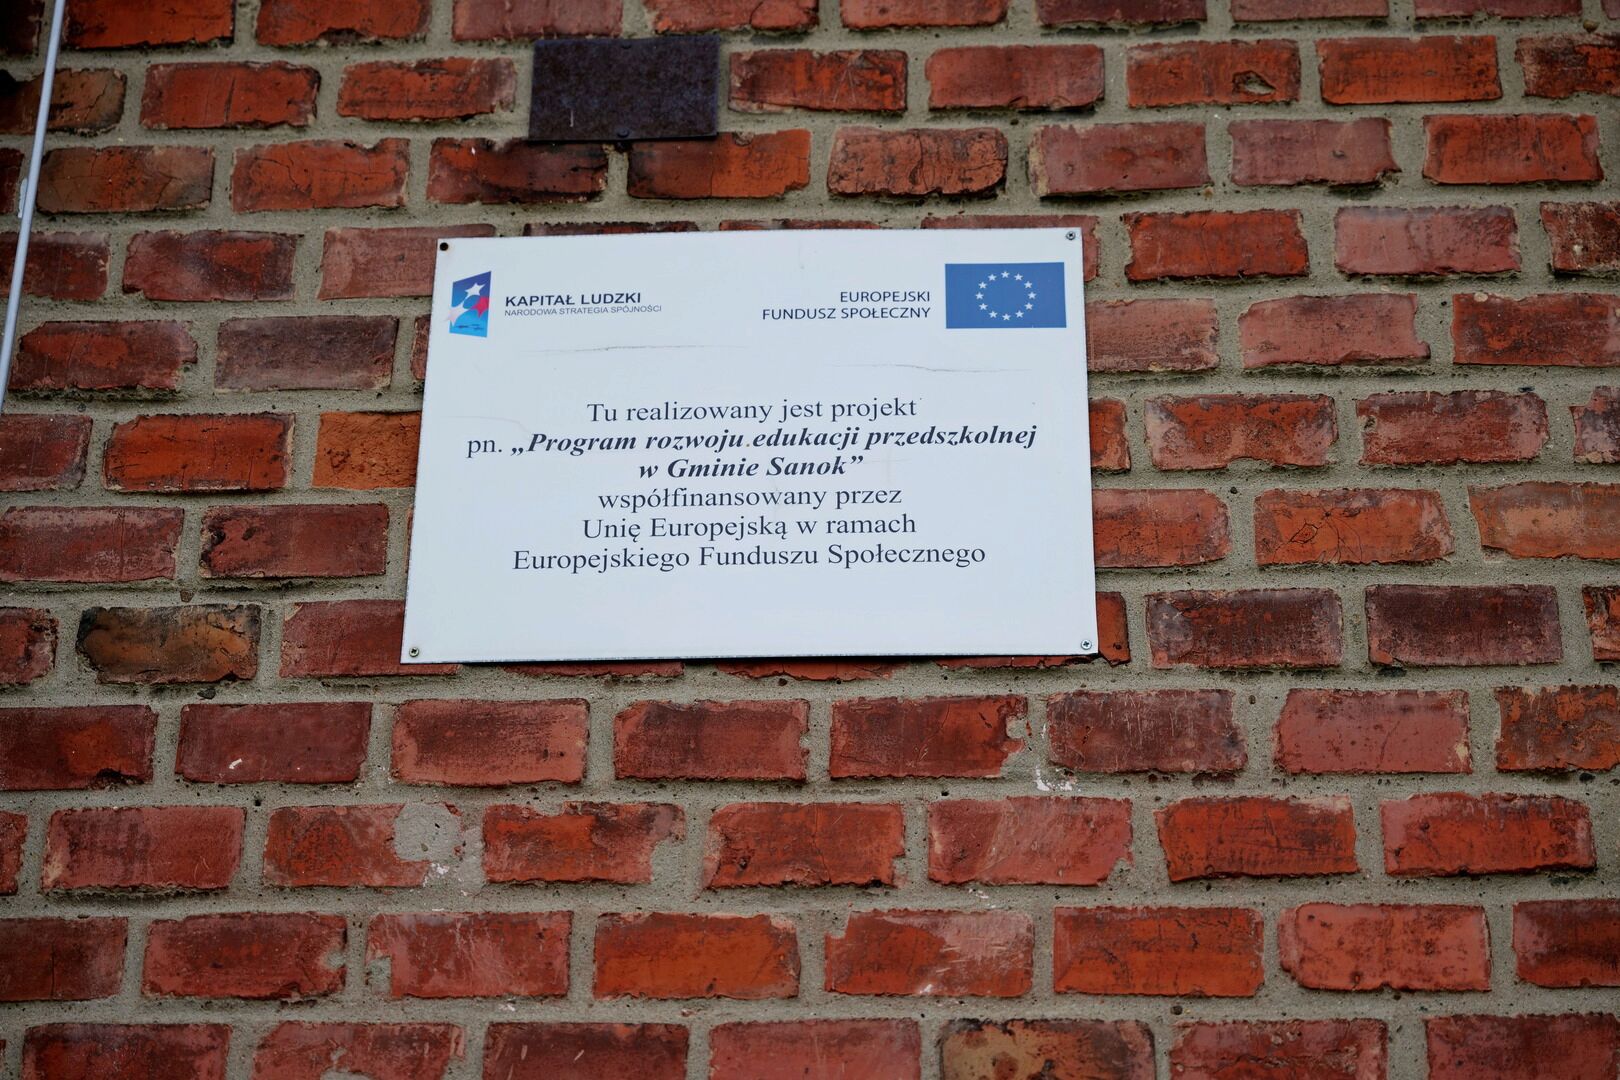 KAPITAŁ LUDZKI
NARODOWA STRATEGIA SPÓJNOŚCI
EUROPEJSKI
FUNDUSZ SPOŁECZNY
Tu realizowany jest projekt
pn. „Program rozwoju edukacji przedszkolnej
w Gminie Sanok”
współfinansowany przez
Unię Europejską w ramach
Europejskiego Funduszu Społecznego